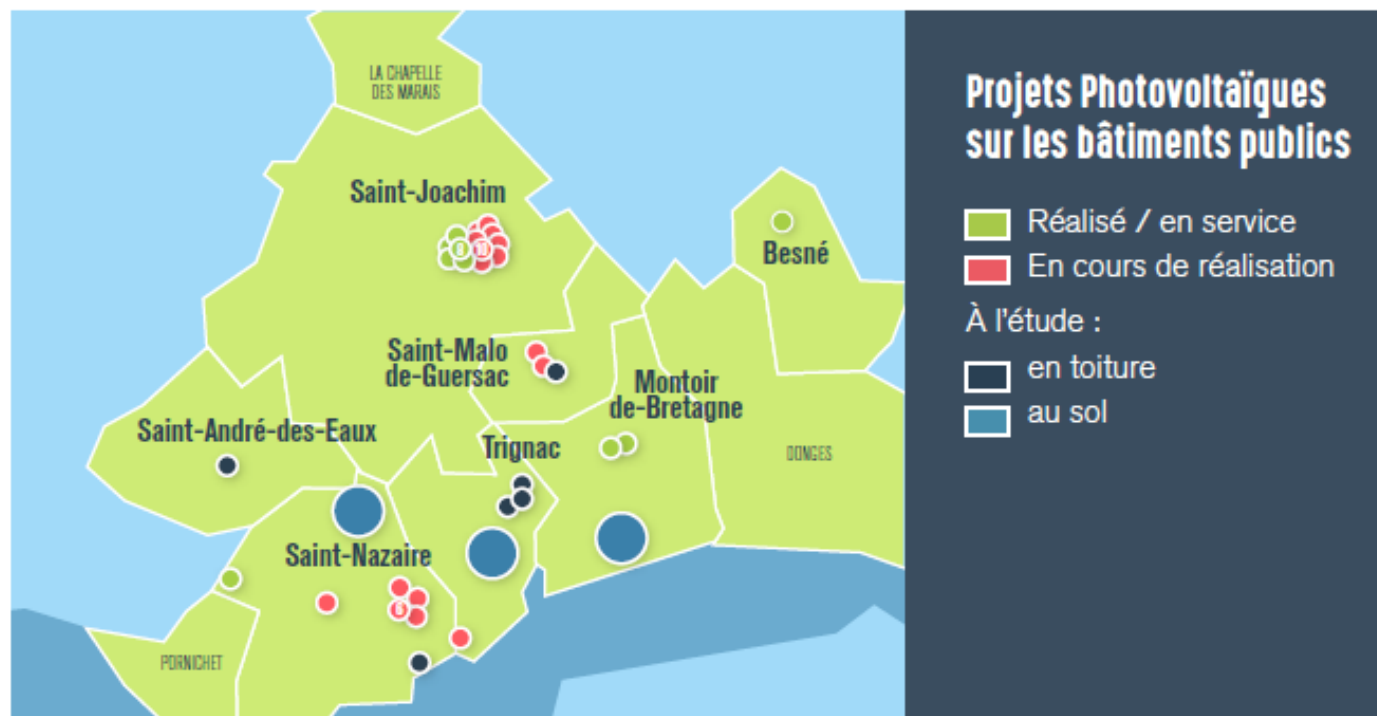 LA CHAPELLE
DES MARAIS
Saint-Joachim
10
Besné
Saint-Malo
de-Guersac
Montoir
de-Bretagne
Saint-André-des-Eaux
Trignac
DONGES
Saint-Nazaire
PORNICHET
Projets Photovoltaïques
sur les bâtiments publics
Réalisé / en service
En cours de réalisation
À l'étude :
en toiture
au sol